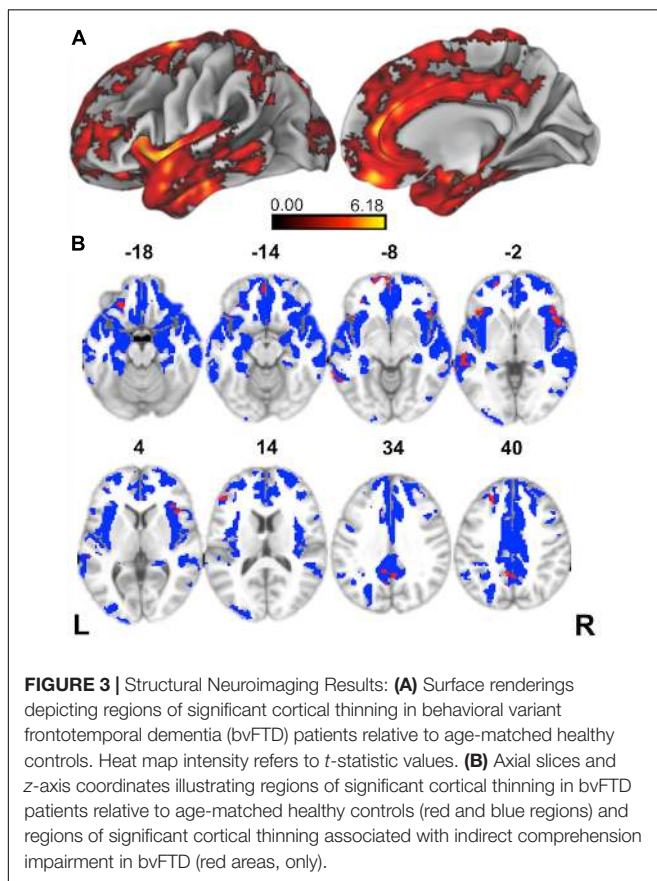 A
0.00 6.18
B
-18 -14 -8 -2
4 14 34 40
L R
FIGURE 3 | Structural Neuroimaging Results: (A) Surface renderings
depicting regions of significant cortical thinning in behavioral variant
frontotemporal dementia (bvFTD) patients relative to age-matched healthy
controls. Heat map intensity refers to t-statistic values. (B) Axial slices and
z-axis coordinates illustrating regions of significant cortical thinning in bvFTD
patients relative to age-matched healthy controls (red and blue regions) and
regions of significant cortical thinning associated with indirect comprehension
impairment in bvFTD (red areas, only).